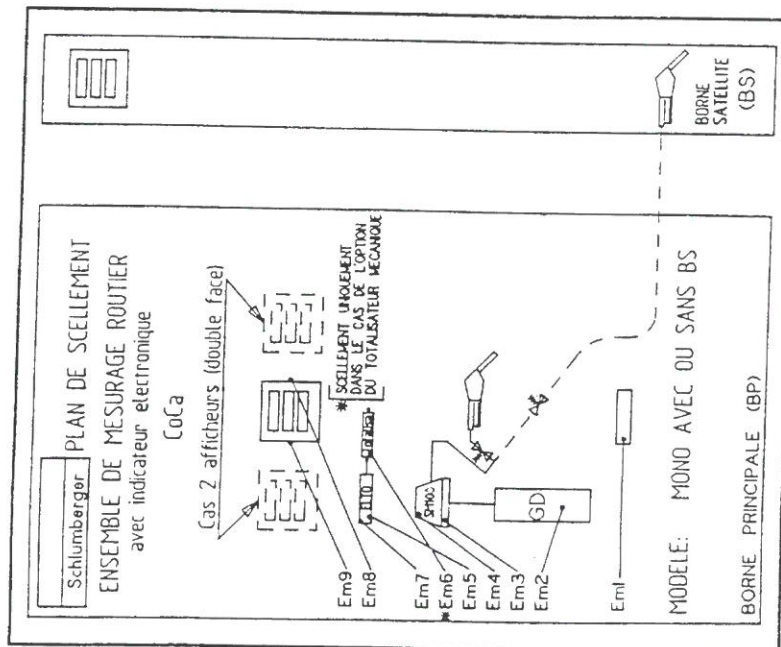 Schlumberger
PLAN DE SCELLEMENT
ENSEMBLE DE MESURAGE ROUTIER
avec indicateur electronique
CoCa
Cas 2 afficheurs (double face)
Em9
Em8
* SCELLEMENT UNIQUEMENT
DANS LE CAS DE L'OPTION
DU TOTALISATEUR MECANIQUE
Em7
*Em6
Em5
Em4
Em3
Em2
GD
Em1
MODELE: MONO AVEC OU SANS BS
BORNE PRINCIPALE (BP)
BORNE
SATELLITE
(BS)